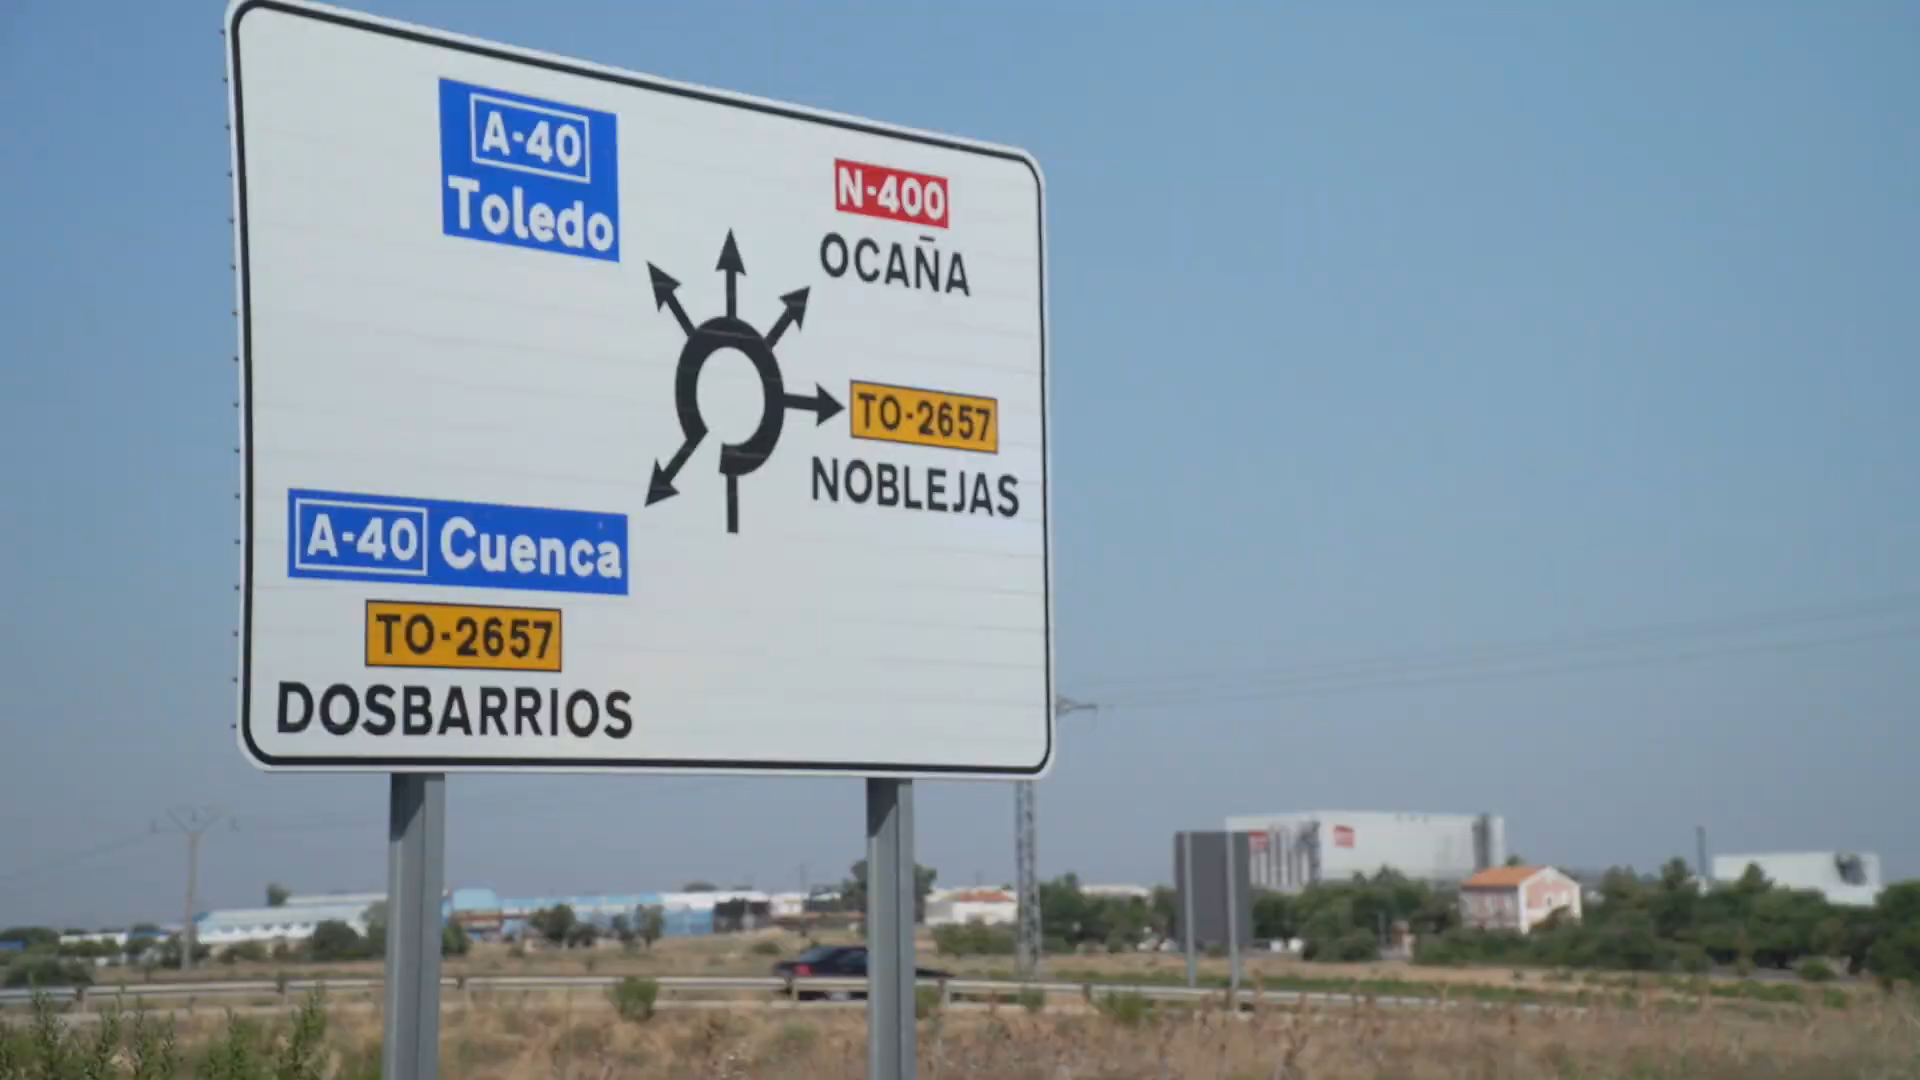 A-40
Toledo
N-400
OCAÑA
TO-2657
NOBLEJAS
A-40 Cuenca
TO-2657
DOSBARRIOS